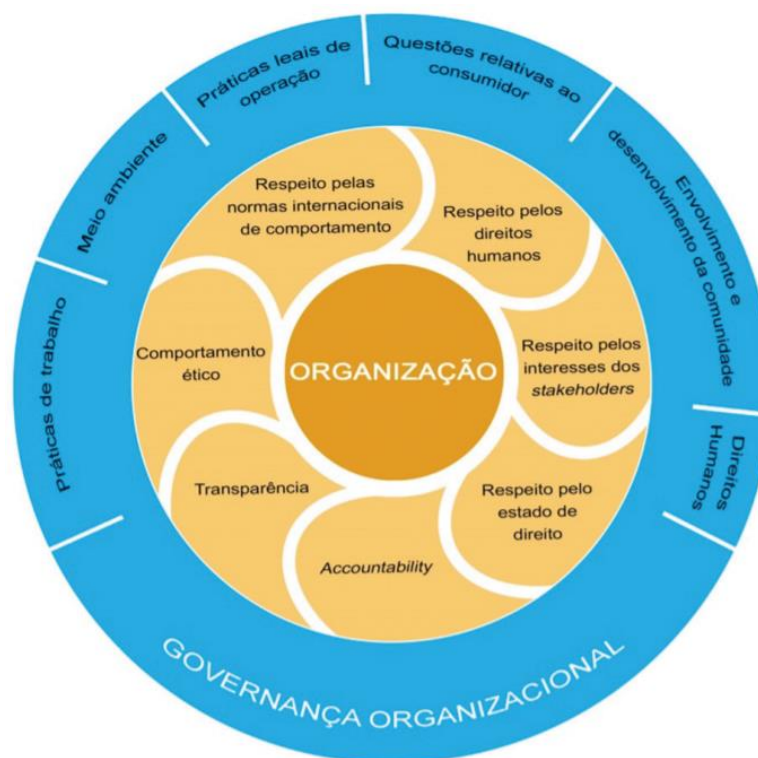 Práticas de trabalho
Meio ambiente
Práticas leais de
operação
Questões relativas ao
consumidor
Envolvimento e
desenvolvimento da comunidade
Direitos
Humanos
GOVERNANÇA ORGANIZACIONAL
Respeito pelas
normas internacionais
de comportamento
Respeito pelos
direitos
humanos
Respeito pelos
interesses dos
stakeholders
Respeito pelo
estado de
direito
Accountability
Transparência
Comportamento
ético
ORGANIZAÇÃO